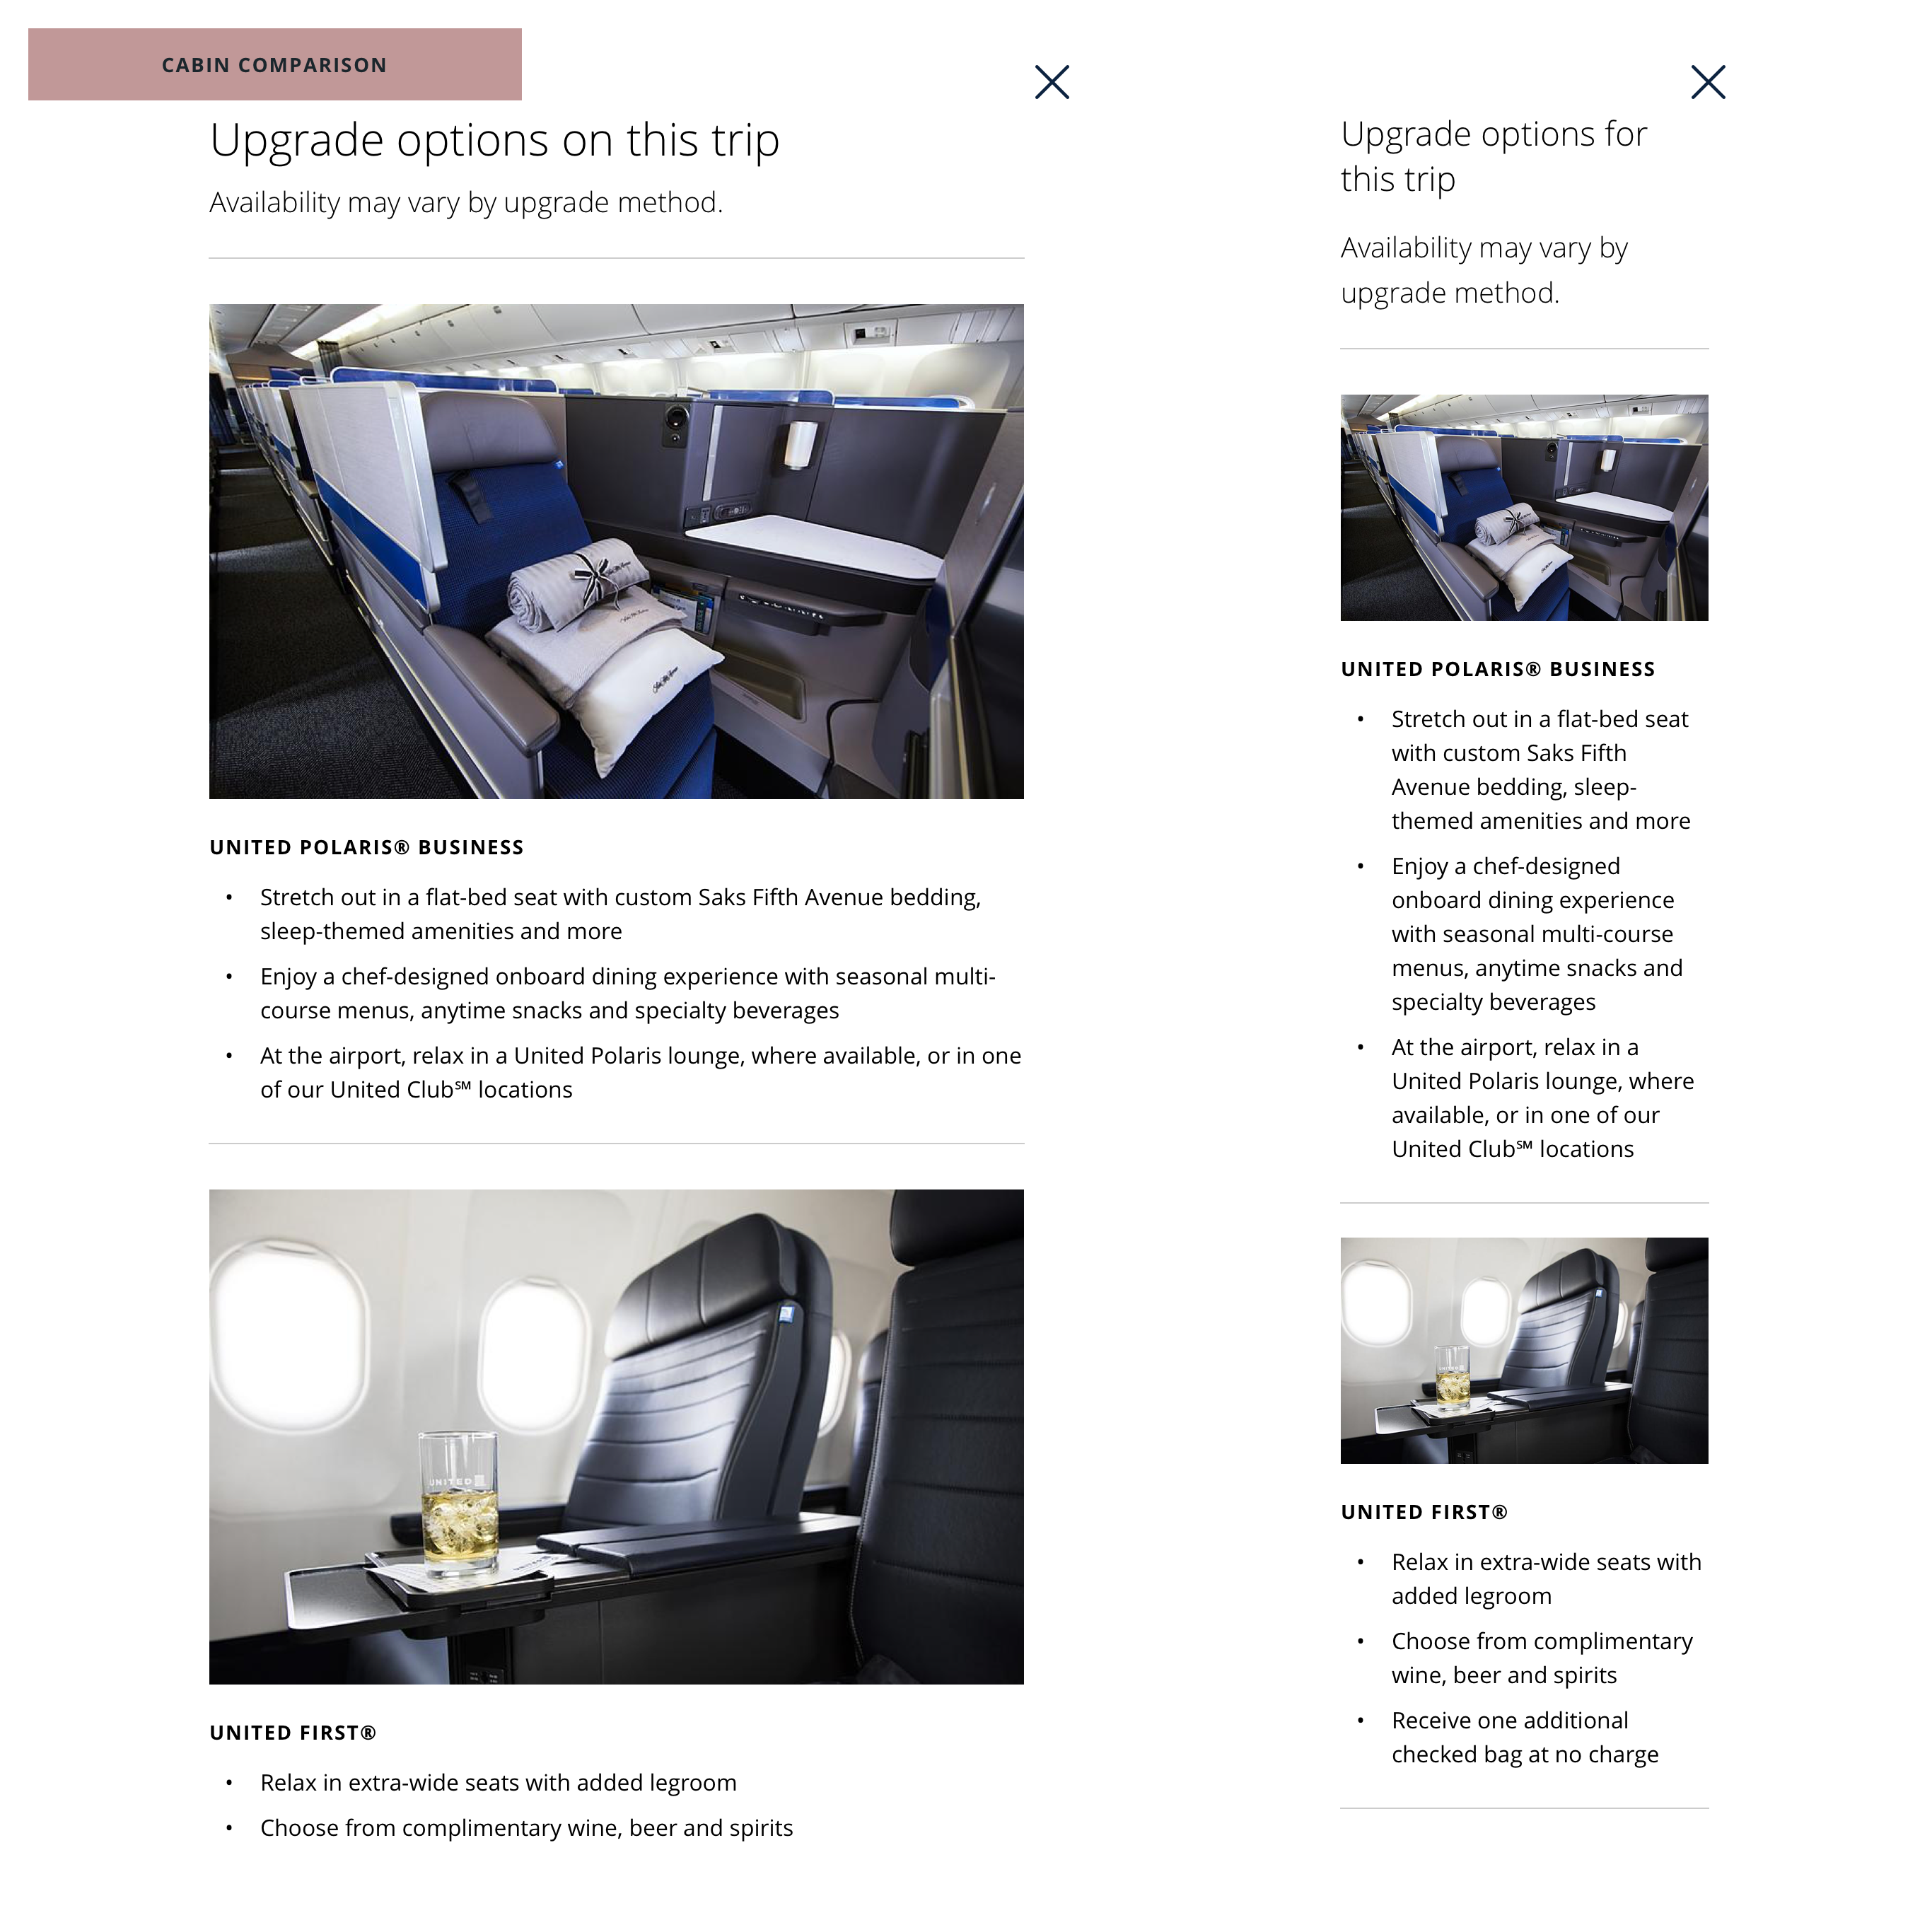 CABIN COMPARISON
Upgrade options on this trip
Availability may vary by upgrade method.
UNITED POLARIS® BUSINESS
• Stretch out in a flat-bed seat with custom Saks Fifth Avenue bedding,
sleep-themed amenities and more
• Enjoy a chef-designed onboard dining experience with seasonal multi-
course menus, anytime snacks and specialty beverages
• At the airport, relax in a United Polaris lounge, where available, or in one
of our United Club℠ locations
UNITED
UNITED FIRST®
• Relax in extra-wide seats with added legroom
• Choose from complimentary wine, beer and spirits
Upgrade options for
this trip
Availability may vary by
upgrade method.
UNITED POLARIS® BUSINESS
• Stretch out in a flat-bed seat
with custom Saks Fifth
Avenue bedding, sleep-
themed amenities and more
• Enjoy a chef-designed
onboard dining experience
with seasonal multi-course
menus, anytime snacks and
specialty beverages
• At the airport, relax in a
United Polaris lounge, where
available, or in one of our
United Club℠ locations
UNITED FIRST®
• Relax in extra-wide seats with
added legroom
• Choose from complimentary
wine, beer and spirits
• Receive one additional
checked bag at no charge